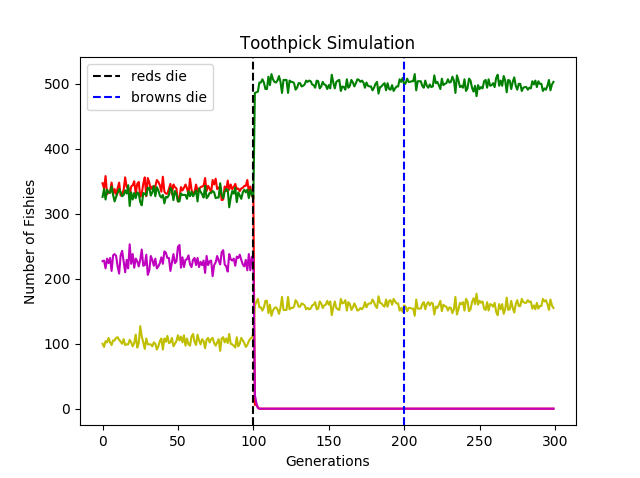 Toothpick Simulation
reds die
browns die
Number of Fishies
500
400
300
200
100
0
0
50
100
150
200
250
300
Generations